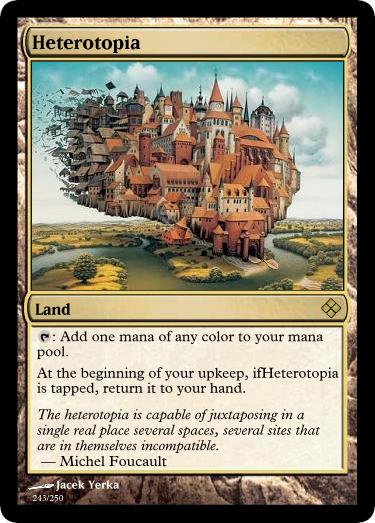 Heterotopia
Land
: Add one mana of any color to your mana
pool.
At the beginning of your upkeep, ifHeterotopia
is tapped, return it to your hand.
The heterotopia is capable of juxtaposing in a
single real place several spaces, several sites that
are in themselves incompatible.
— Michel Foucault
Jacek Yerka
243/250